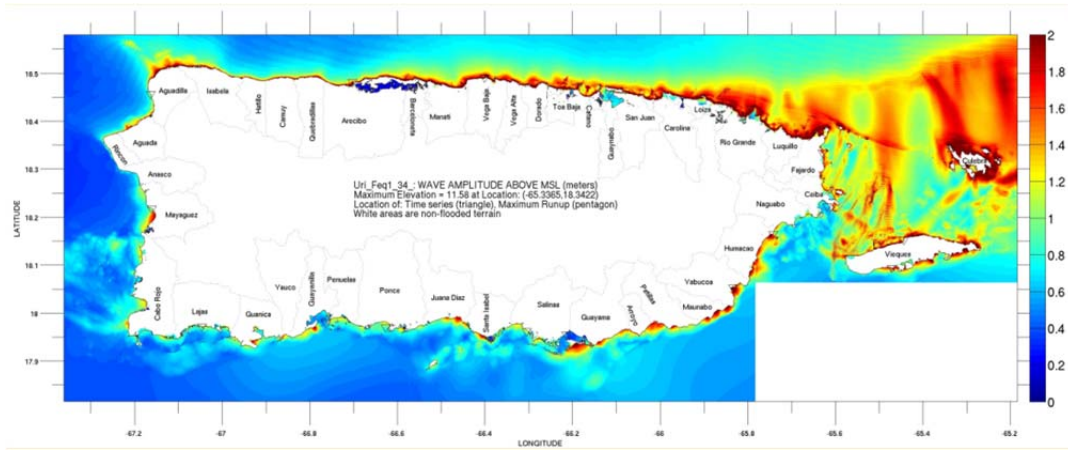 2
1.8
1.6
1.4
1.2
1
0.8
0.6
0.4
0.2
0
LATITUDE
18.5
18.4
18.3
18.2
18.1
18
17.9
Aguadilla
Isabela
Hatillo
Camuy
Quebradillas
Arecibo
Barceloneta
Manati
Vega Baja
Vega Alta
Dorado
Toa Baja
Catano
Guaynabo
San Juan
Carolina
Loiza
Rio Grande
Luquillo
Fajardo
Ceiba
Culebra
Rincon
Aguada
Anasco
Mayaguez
Uri_Feq1_34_: WAVE AMPLITUDE ABOVE MSL (meters)
Maximum Elevation = 11.58 at Location: (-65.3365,18.3422)
Location of: Time series (triangle), Maximum Runup (pentagon)
White areas are non-flooded terrain
Naguabo
Humacao
Vieques
Yabucoa
Maunabo
Cabo Rojo
Lajas
Guanica
Yauco
Guayanilla
Penuelas
Ponce
Juana Diaz
Santa Isabel
Salinas
Guayama
Arroyo
Patillas
-67.2
-67
-66.8
-66.6
-66.4
-66.2
-66
-65.8
-65.6
-65.4
-65.2
LONGITUDE